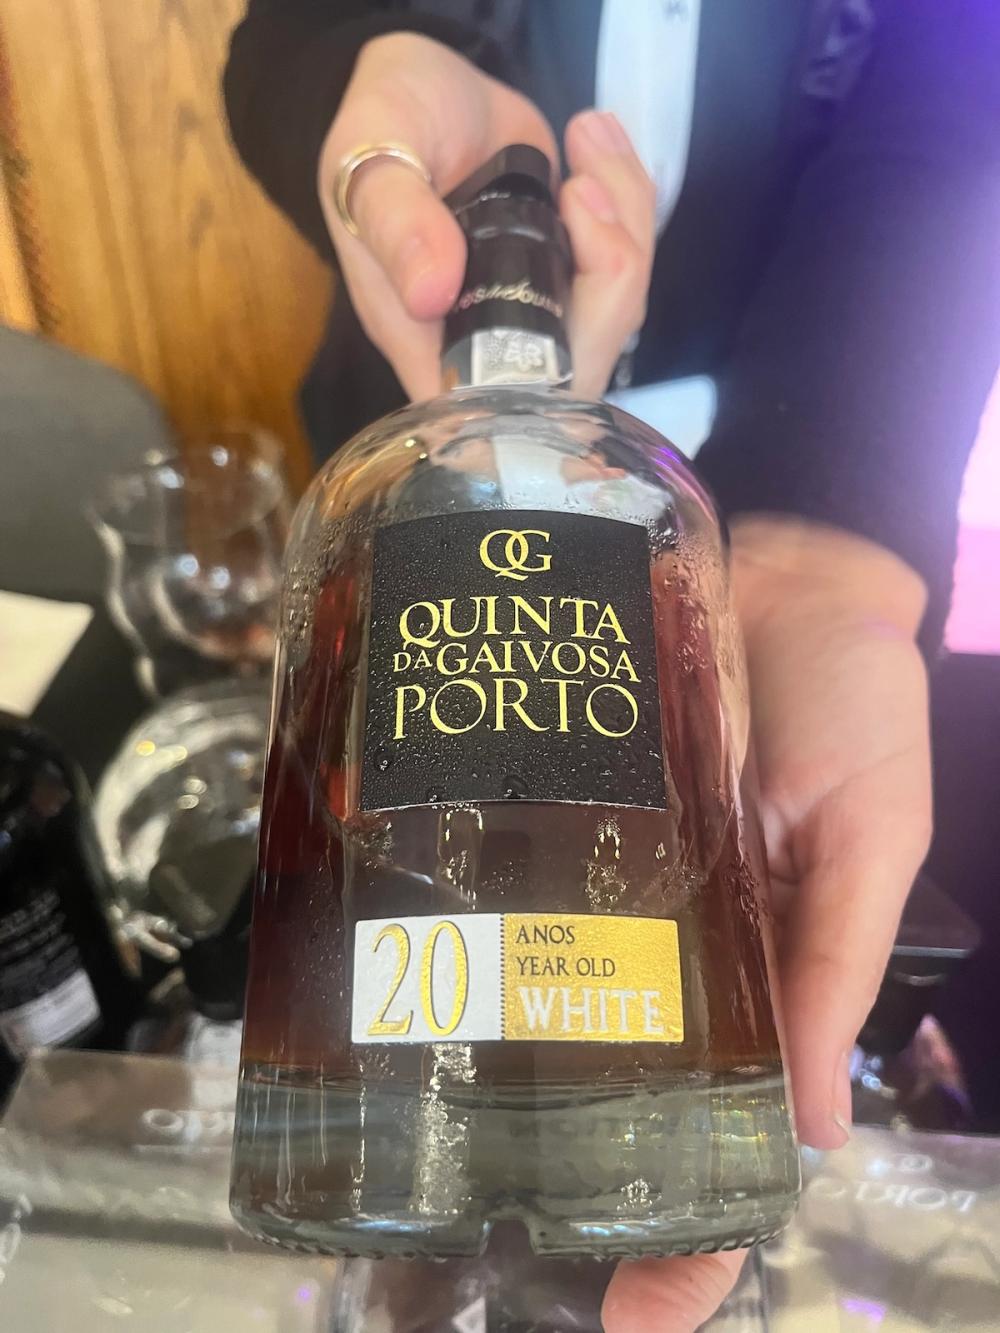 QG
QUINTA
DA GAIVOSA
PORTO
20
ANOS
YEAR OLD
WHITE